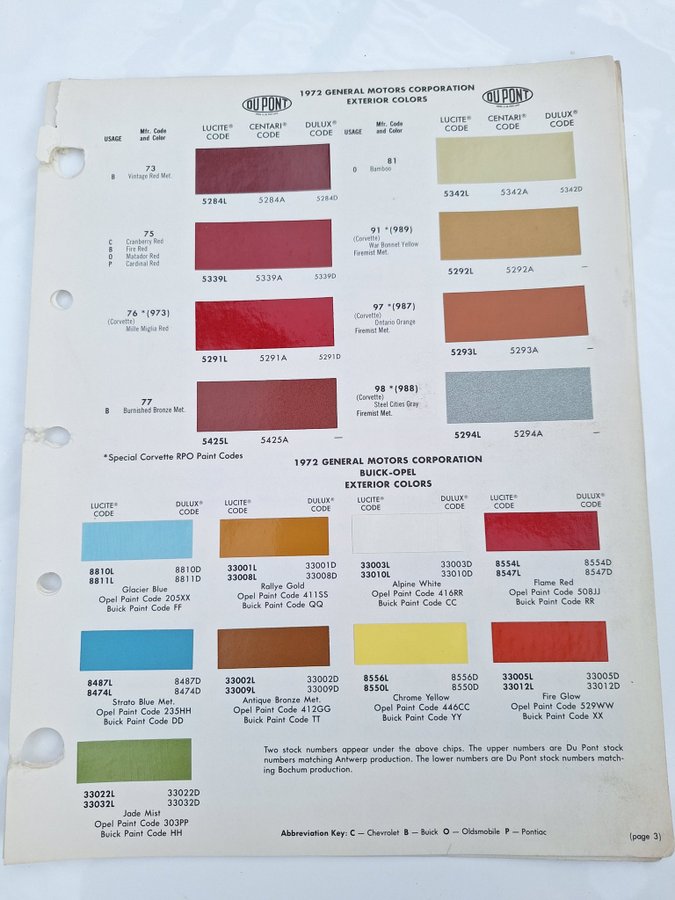 DU PONT
1972 GENERAL MOTORS CORPORATION
EXTERIOR COLORS
DU PONT
USAGE
Mfr. Code
and Color
LUCITE®
CODE
CENTARI®
CODE
DULUX®
CODE
USAGE
Mfr. Code
and Color
LUCITE®
CODE
CENTARI®
CODE
DULUX®
CODE
73
B Vintage Red Met.
5284L 5284A 5284D
81
O Bamboo
5342L 5342A 5342D
75
C Cranberry Red
B Fire Red
O Matador Red
P Cardinal Red
5339L 5339A 5339D
91 *(989)
(Corvette)
War Bonnet Yellow
Firemist Met.
5292L 5292A —
76 *(973)
(Corvette)
Mille Miglia Red
5291L 5291A 5291D
97 *(987)
(Corvette)
Ontario Orange
Firemist Met.
5293L 5293A —
77
B Burnished Bronze Met.
5425L 5425A —
98 *(988)
(Corvette)
Steel Cities Gray
Firemist Met.
5294L 5294A —
*Special Corvette RPO Paint Codes
1972 GENERAL MOTORS CORPORATION
BUICK-OPEL
EXTERIOR COLORS
LUCITE®
CODE
DULUX®
CODE
LUCITE®
CODE
DULUX®
CODE
LUCITE®
CODE
DULUX®
CODE
LUCITE®
CODE
DULUX®
CODE
8810L 8810D
8811L 8811D
Glacier Blue
Opel Paint Code 205XX
Buick Paint Code FF
33001L 33001D
33008L 33008D
Rallye Gold
Opel Paint Code 411SS
Buick Paint Code QQ
33003L 33003D
33010L 33010D
Alpine White
Opel Paint Code 416RR
Buick Paint Code CC
8554L 8554D
8547L 8547D
Flame Red
Opel Paint Code 508JJ
Buick Paint Code RR
8487L 8487D
8474L 8474D
Strato Blue Met.
Opel Paint Code 235HH
Buick Paint Code DD
33002L 33002D
33009L 33009D
Antique Bronze Met.
Opel Paint Code 412GG
Buick Paint Code TT
8556L 8556D
8550L 8550D
Chrome Yellow
Opel Paint Code 446CC
Buick Paint Code YY
33005L 33005D
33012L 33012D
Fire Glow
Opel Paint Code 529WW
Buick Paint Code XX
33022L 33022D
33032L 33032D
Jade Mist
Opel Paint Code 303PP
Buick Paint Code HH
Two stock numbers appear under the above chips. The upper numbers are Du Pont stock
numbers matching Antwerp production. The lower numbers are Du Pont stock numbers match-
ing Bochum production.
Abbreviation Key: C — Chevrolet B — Buick O — Oldsmobile P — Pontiac
(page 3)